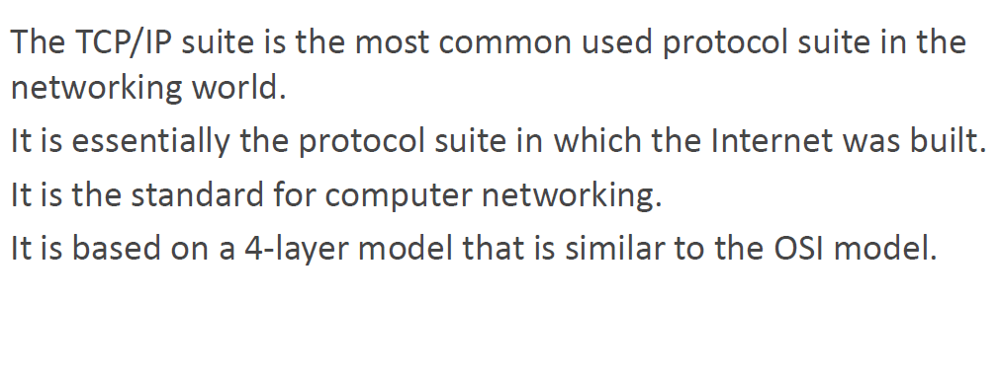 The TCP/IP suite is the most common used protocol suite in the
networking world.
It is essentially the protocol suite in which the Internet was built.
It is the standard for computer networking.
It is based on a 4-layer model that is similar to the OSI model.